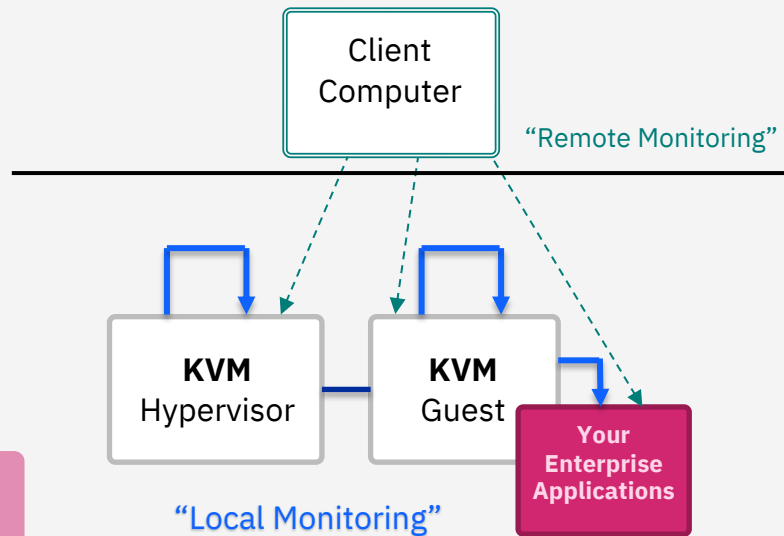 Client
Computer
“Remote Monitoring”
KVM
Hypervisor
KVM
Guest
Your
Enterprise
Applications
“Local Monitoring”